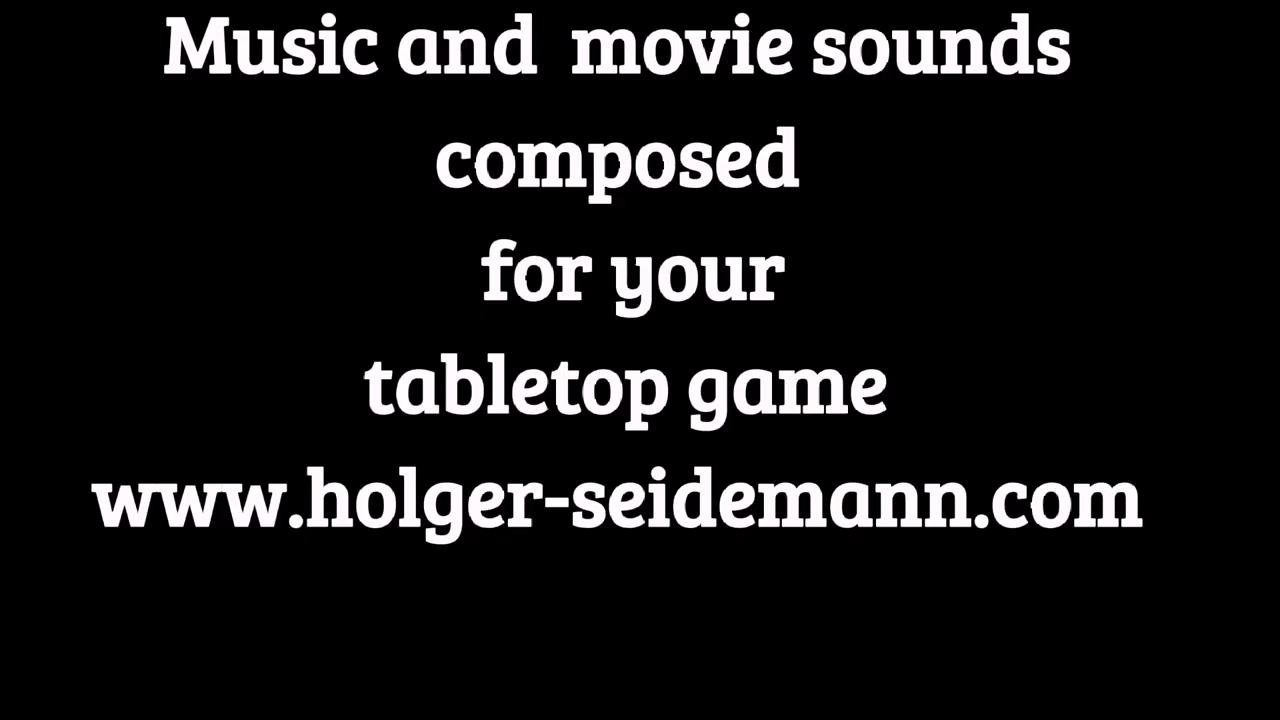 Music and  movie sounds
composed
for your
tabletop game
www.holger-seidemann.com